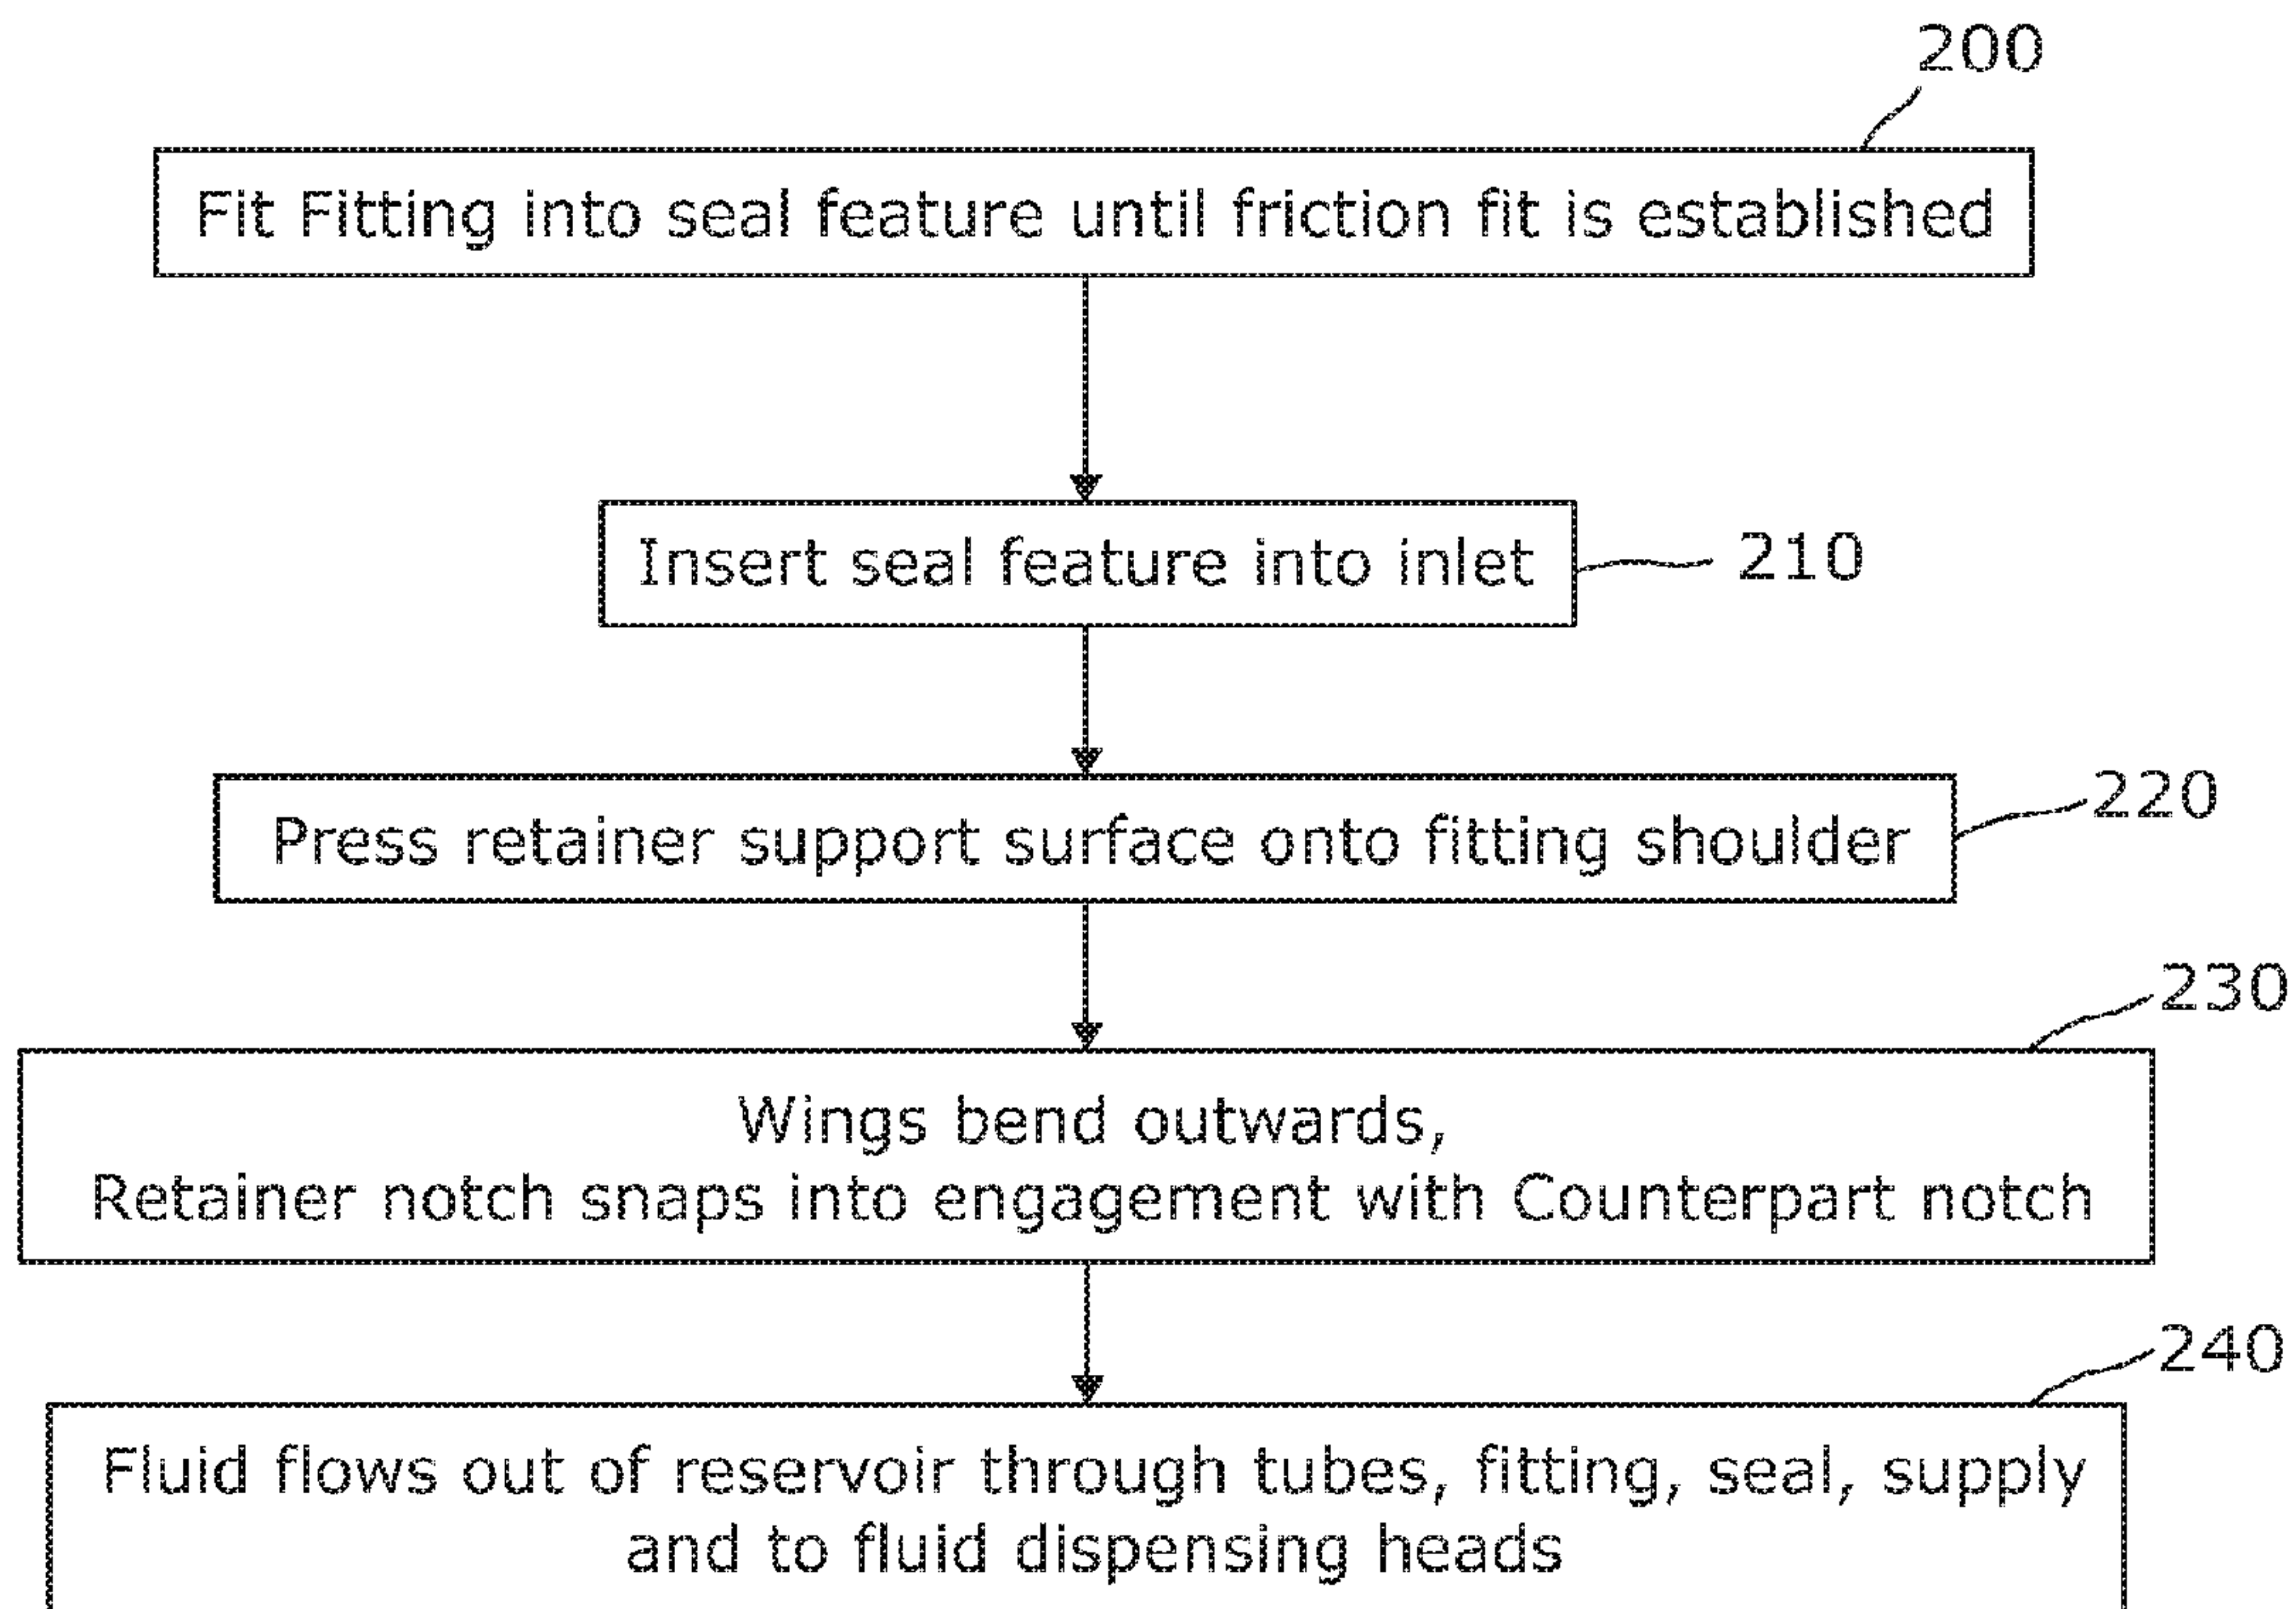 200
Fit Fitting into seal feature until friction fit is established
Insert seal feature into inlet
210
220
Press retainer support surface onto fitting shoulder
230
Wings bend outwards,
Retainer notch snaps into engagement with Counterpart notch
240
Fluid flows out of reservoir through tubes, fitting, seal, supply
and to fluid dispensing heads